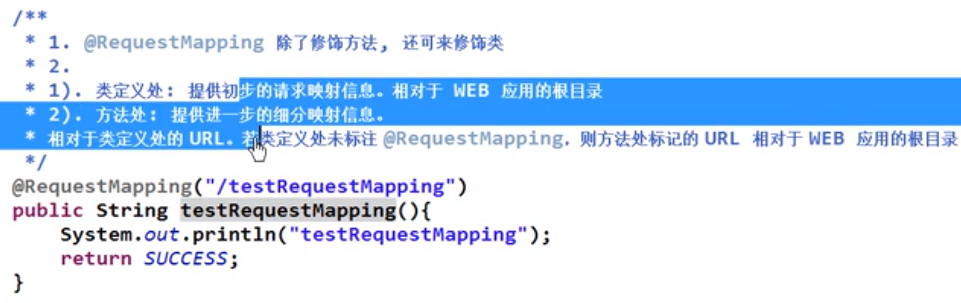 /**
 * 1. @RequestMapping 除了修饰方法, 还可来修饰类
 * 2.
 * 1). 类定义处: 提供初步的请求映射信息。相对于 WEB 应用的根目录
 * 2). 方法处: 提供进一步的细分映射信息。
 * 相对于类定义处的 URL。若类定义处未标注 @RequestMapping, 则方法处标记的 URL 相对于 WEB 应用的根目录
 */
@RequestMapping("/testRequestMapping")
public String testRequestMapping(){
    System.out.println("testRequestMapping");
    return SUCCESS;
}